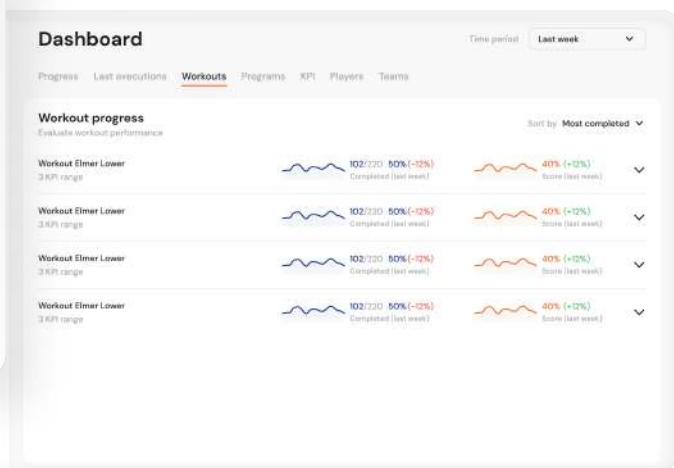 Dashboard
Time period Last week
Progress Last executions Workouts Programs KPI Players Teams
Workout progress
Sort by Most completed
Evaluate workout performance
Workout Elmer Lower
3 KPI range
102/220 50%(-12%)
Completed (last week)
40% (+12%)
Score (last week)
Workout Elmer Lower
3 KPI range
102/220 50%(-12%)
Completed (last week)
40% (+12%)
Score (last week)
Workout Elmer Lower
3 KPI range
102/220 50%(-12%)
Completed (last week)
40% (+12%)
Score (last week)
Workout Elmer Lower
3 KPI range
102/220 50%(-12%)
Completed (last week)
40% (+12%)
Score (last week)